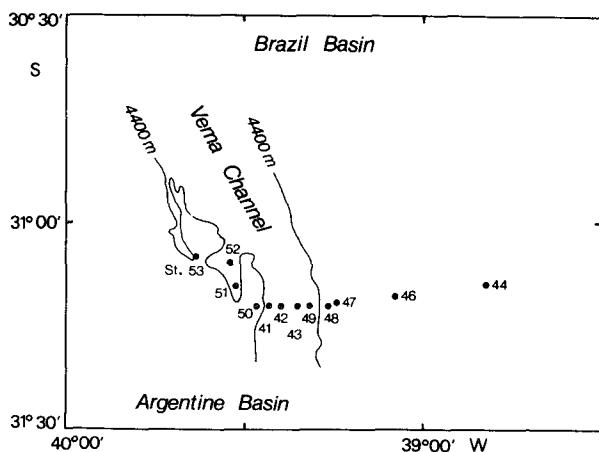 30° 30'
S
Brazil Basin
4400 m
Vema Channel
4400 m
31° 00'
52
St. 53
51
50
41
42
43
49
48
47
46
44
Argentine Basin
31° 30'
40°00'
39°00' W